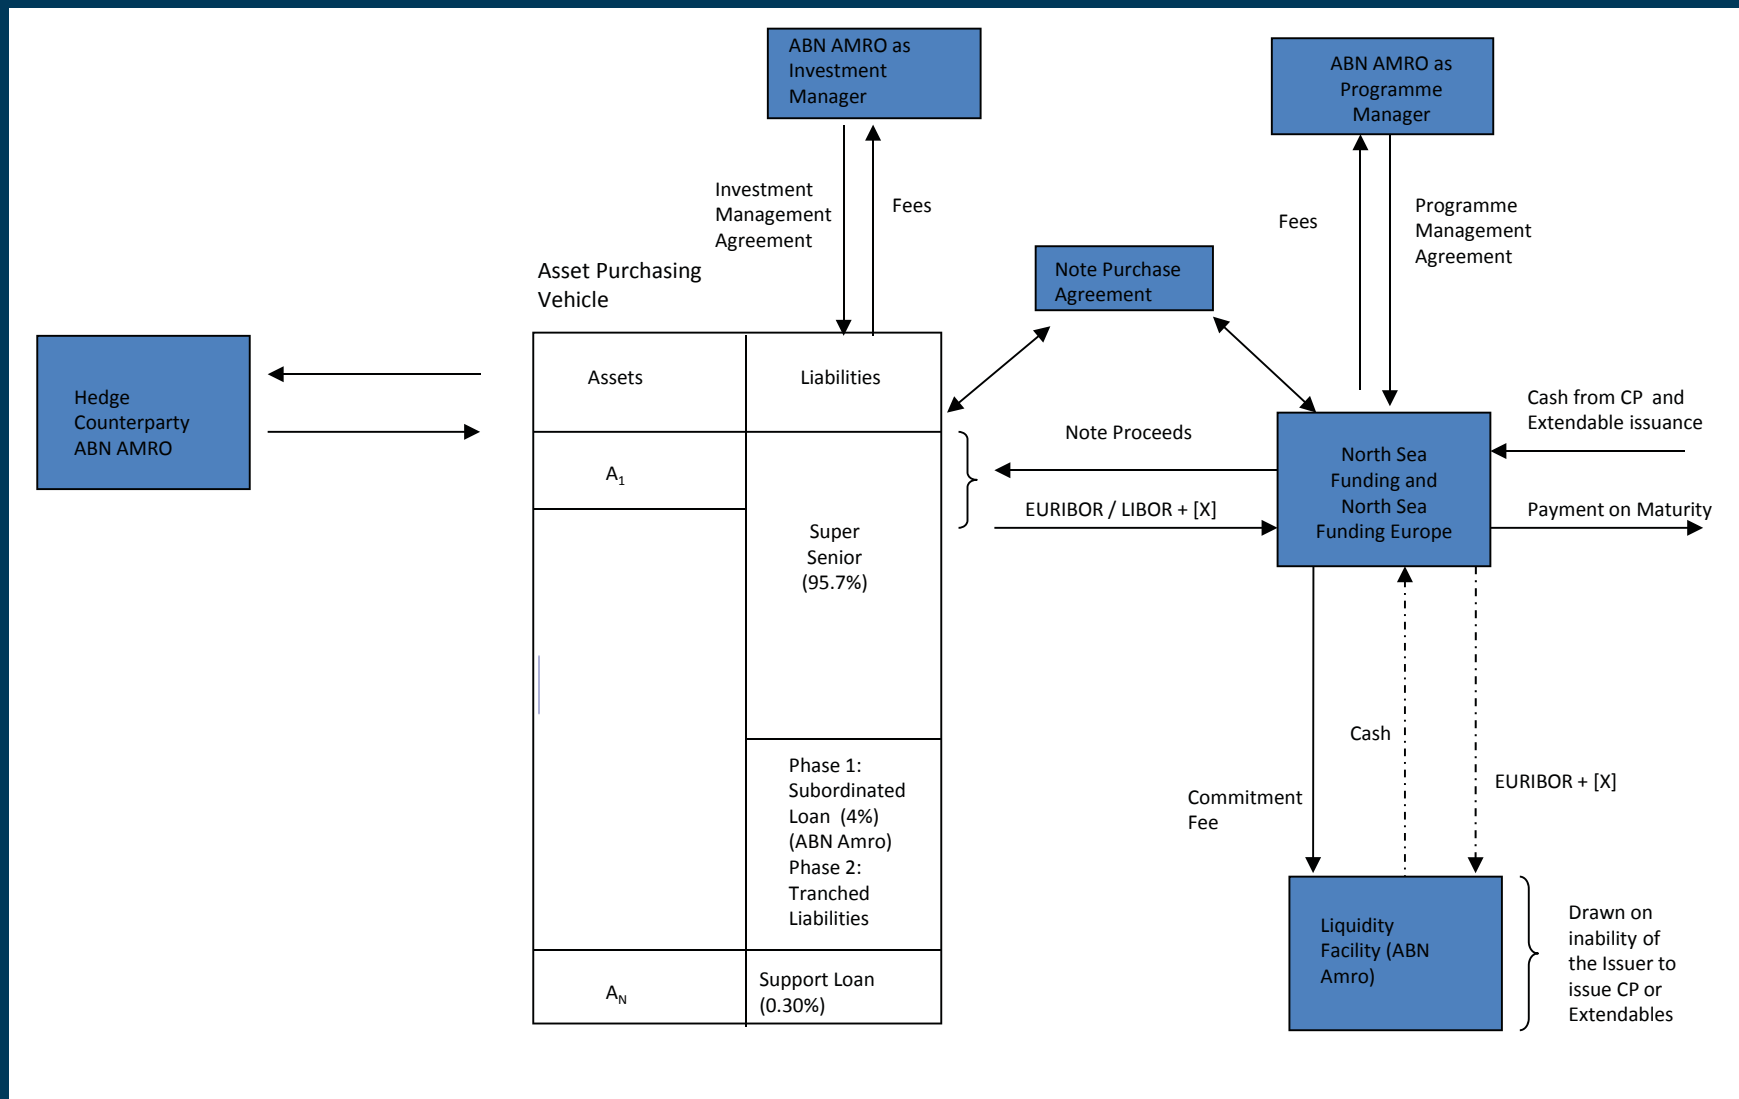 ABN AMRO as
Investment
Manager
ABN AMRO as
Programme
Manager
Investment
Management
Agreement
Fees
Fees
Programme
Management
Agreement
Asset Purchasing
Vehicle
Note Purchase
Agreement
Hedge
Counterparty
ABN AMRO
Assets
Liabilities
A1
Super
Senior
(95.7%)
Phase 1:
Subordinated
Loan (4%)
(ABN Amro)
Phase 2:
Tranched
Liabilities
AN
Support Loan
(0.30%)
Note Proceeds
EURIBOR / LIBOR + [X]
North Sea
Funding and
North Sea
Funding Europe
Cash from CP and
Extendable issuance
Payment on Maturity
Commitment
Fee
Cash
EURIBOR + [X]
Liquidity
Facility (ABN
Amro)
Drawn on
inability of
the Issuer to
issue CP or
Extendables